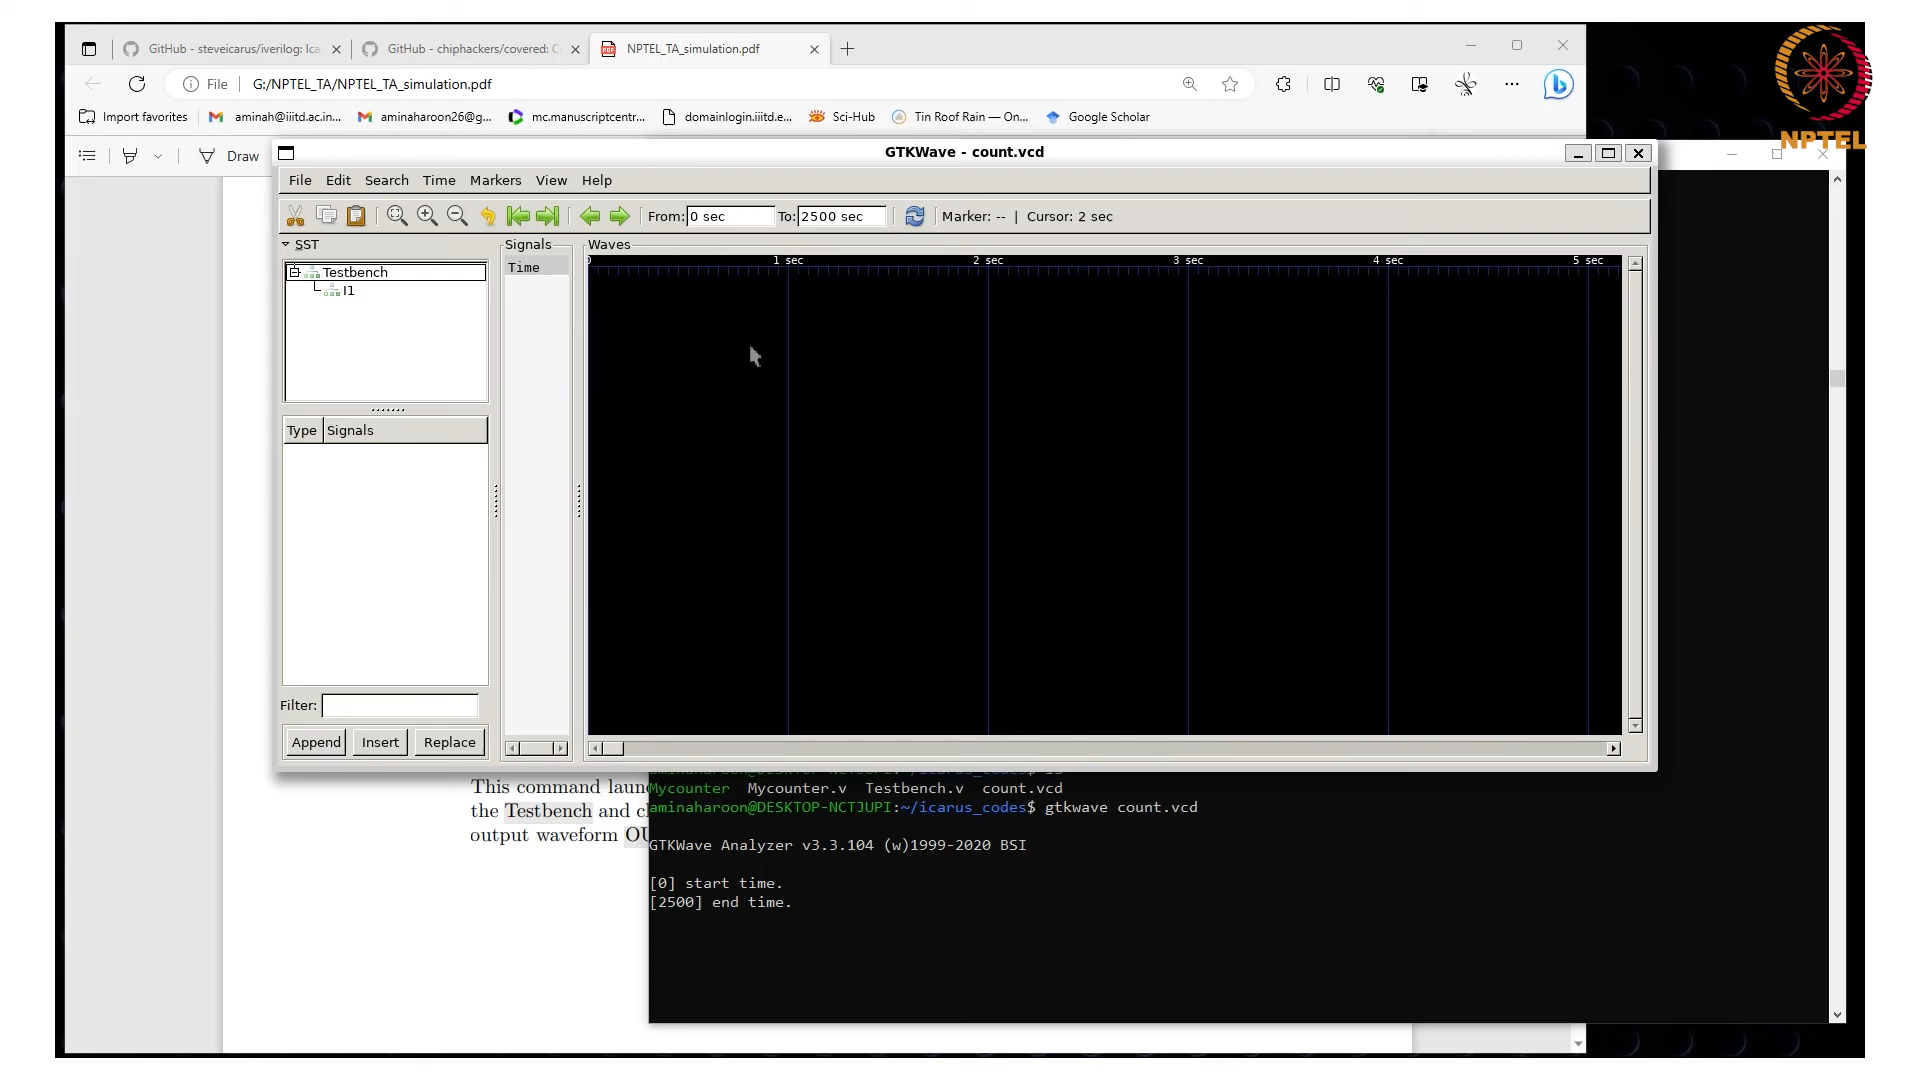 GitHub - steveicarus/iverilog: Ica
GitHub - chiphackers/covered: C
NPTEL_TA_simulation.pdf
File
G:/NPTEL_TA/NPTEL_TA_simulation.pdf
Import favorites
aminah@iiitd.ac.in...
aminaharoon26@g...
mc.manuscriptcentr...
domainlogin.iiitd.e...
Sci-Hub
Tin Roof Rain — On...
Google Scholar
NPTEL
Draw
GTKWave - count.vcd
File Edit Search Time Markers View Help
From: 0 sec To: 2500 sec Marker: -- | Cursor: 2 sec
SST
Signals
Waves
Testbench
I1
Time
1 sec 2 sec 3 sec 4 sec 5 sec
Type Signals
Filter:
Append Insert Replace
This command laun
the Testbench and c
output waveform OU
Mycounter Mycounter.v Testbench.v count.vcd
aminaharoon@DESKTOP-NCTJUPI:~/icarus_codes$ gtkwave count.vcd
GTKWave Analyzer v3.3.104 (w)1999-2020 BSI
[0] start time.
[2500] end time.